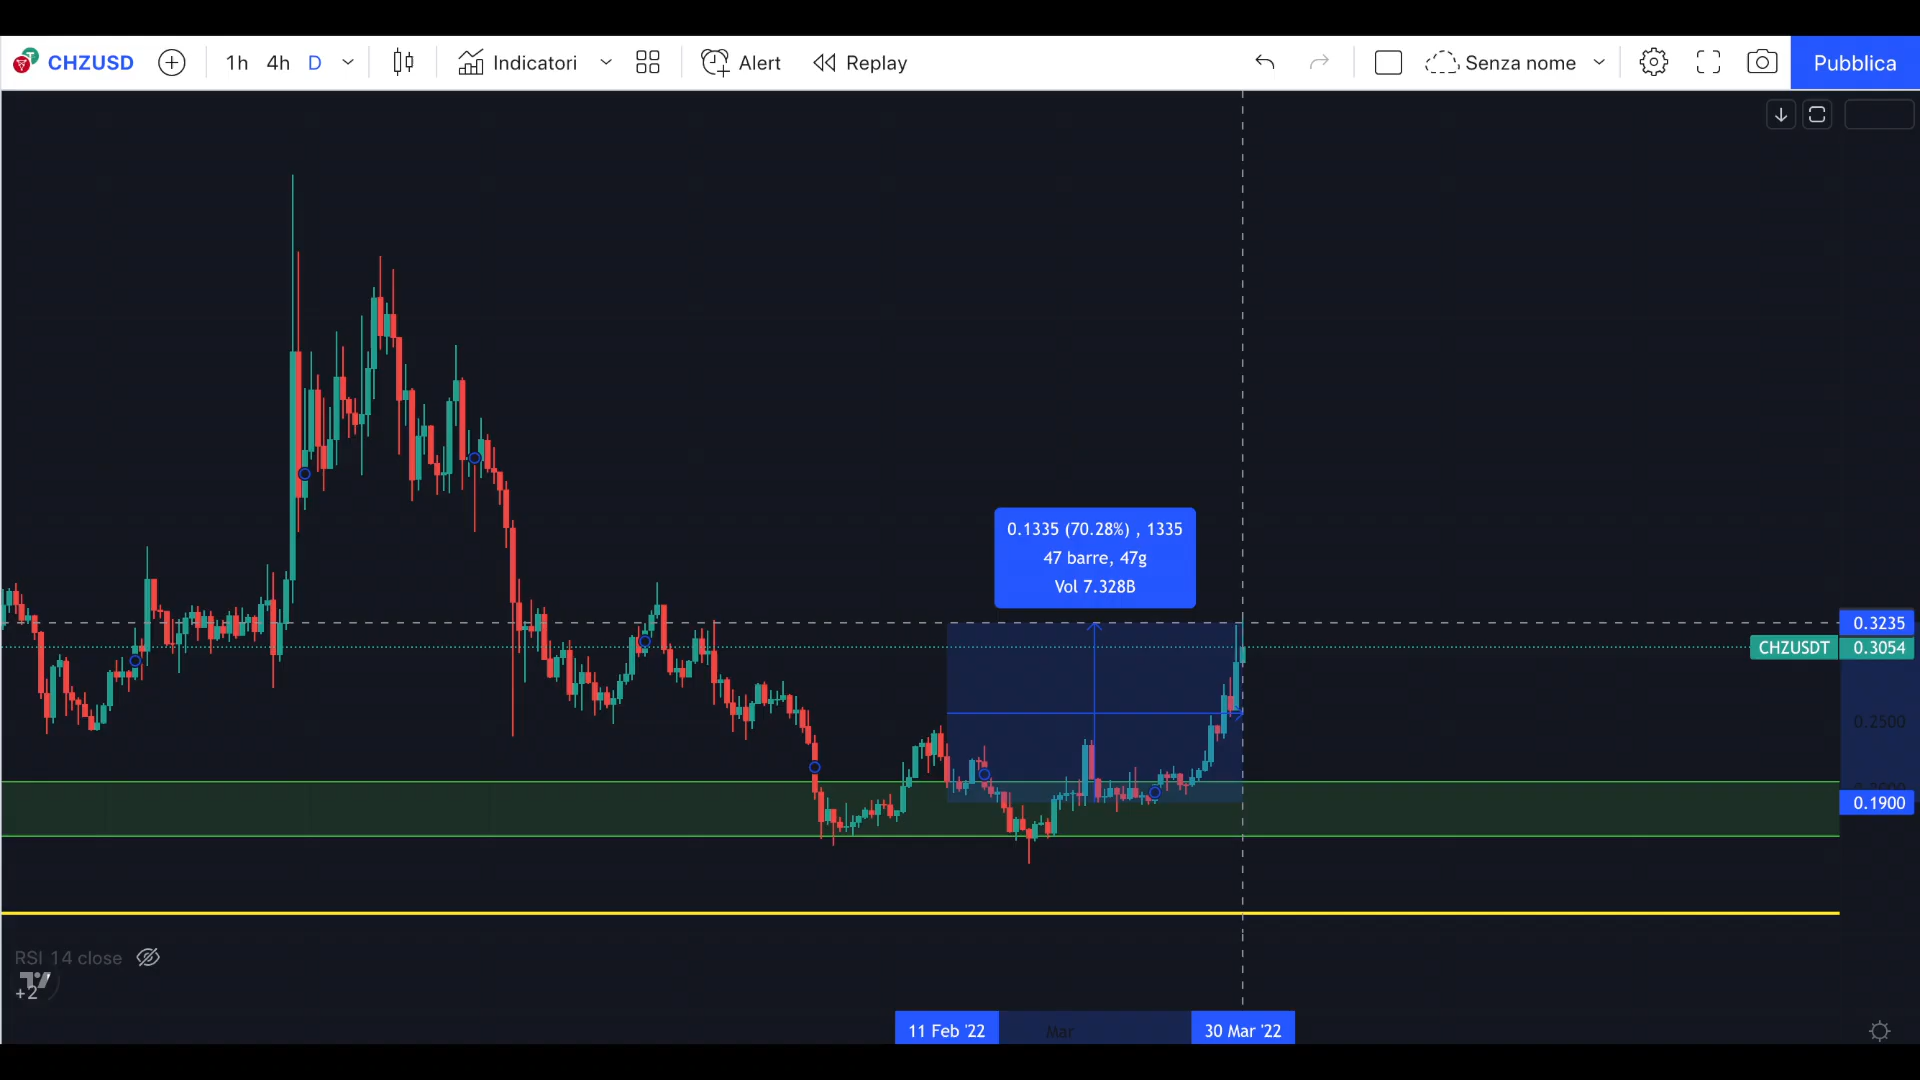 CHZUSD 1h 4h D Indicatori Alert Replay Senza nome Pubblica
0.1335 (70.28%) , 1335
47 barre, 47g
Vol 7.328B
0.3235
CHZUSDT 0.3054
0.2500
0.1900
RSI 14 close
+2
11 Feb '22 Mar 30 Mar '22